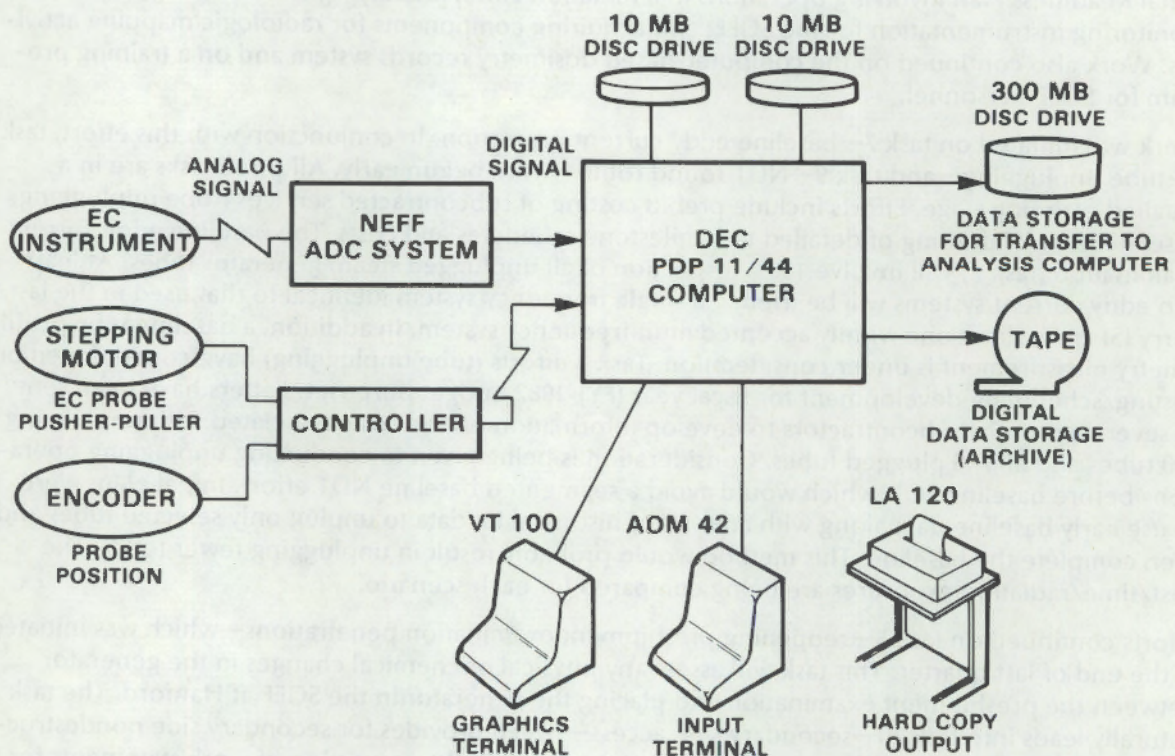 10 MB
DISC DRIVE
10 MB
DISC DRIVE
300 MB
DISC DRIVE
ANALOG
SIGNAL
DIGITAL
SIGNAL
EC
INSTRUMENT
NEFF
ADC SYSTEM
DEC
PDP 11/44
COMPUTER
DATA STORAGE
FOR TRANSFER TO
ANALYSIS COMPUTER
STEPPING
MOTOR
EC PROBE
PUSHER-PULLER
CONTROLLER
TAPE
DIGITAL
DATA STORAGE
(ARCHIVE)
ENCODER
PROBE
POSITION
VT 100
AOM 42
LA 120
GRAPHICS
TERMINAL
INPUT
TERMINAL
HARD COPY
OUTPUT